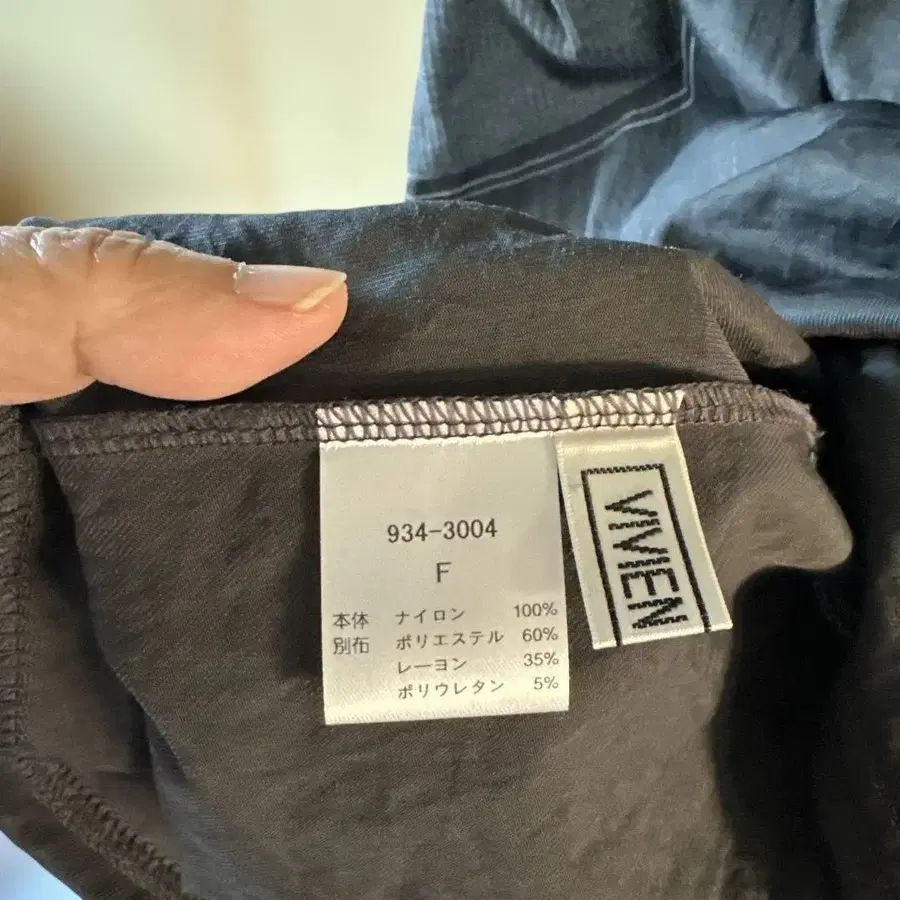 934-3004
F
本体 ナイロン 100%
別布 ポリエステル 60%
レーヨン 35%
ポリウレタン 5%
VIVIEN